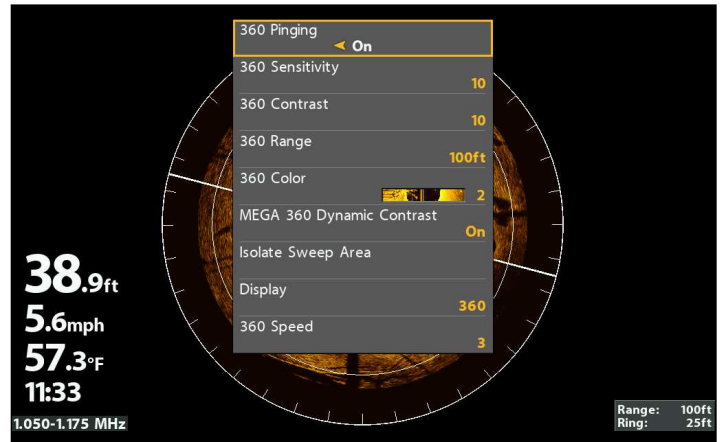 360 Pinging
On
360 Sensitivity
10
360 Contrast
10
360 Range
100ft
360 Color
2
MEGA 360 Dynamic Contrast
On
Isolate Sweep Area
Display
360
360 Speed
3
38.9ft
5.6mph
57.3°F
11:33
1.050-1.175 MHz
Range: 100ft
Ring: 25ft